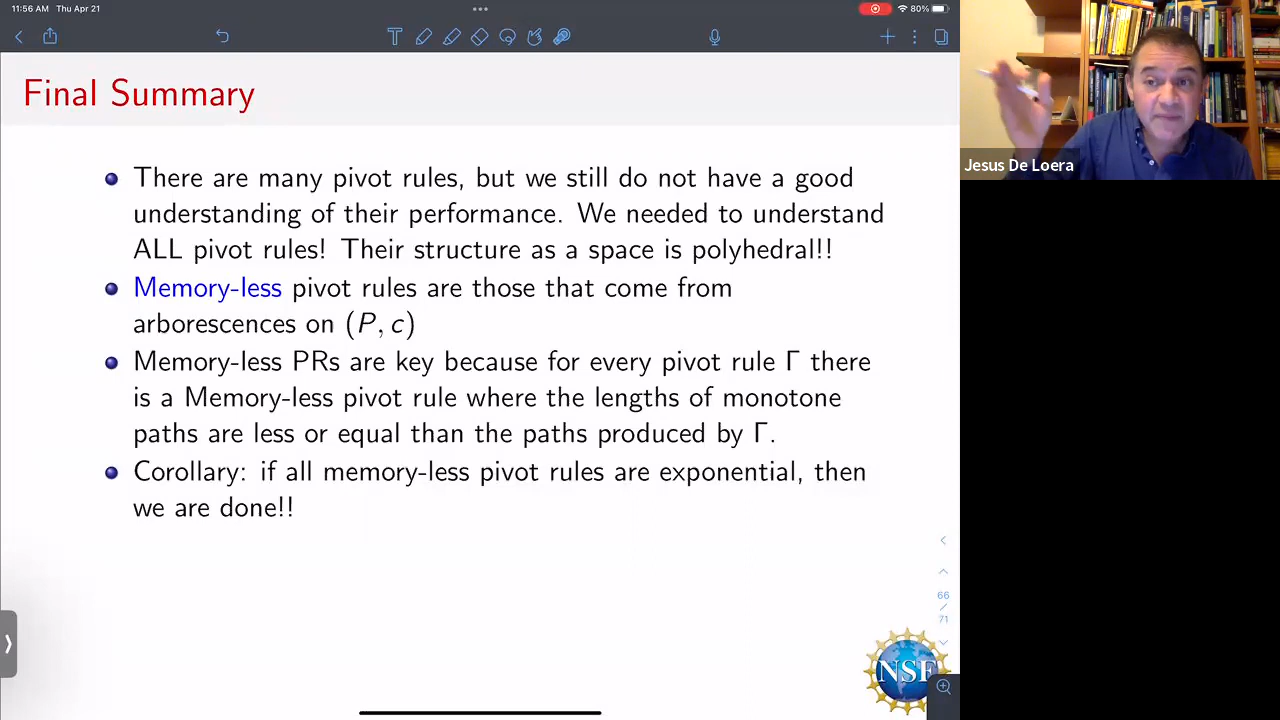 11:56 AM Thu Apr 21
80%
Final Summary
There are many pivot rules, but we still do not have a good
understanding of their performance. We needed to understand
ALL pivot rules! Their structure as a space is polyhedral!!
Memory-less pivot rules are those that come from
arborescences on (P, c)
Memory-less PRs are key because for every pivot rule Γ there
is a Memory-less pivot rule where the lengths of monotone
paths are less or equal than the paths produced by Γ.
Corollary: if all memory-less pivot rules are exponential, then
we are done!!
Jesus De Loera
66
/
71
NSF